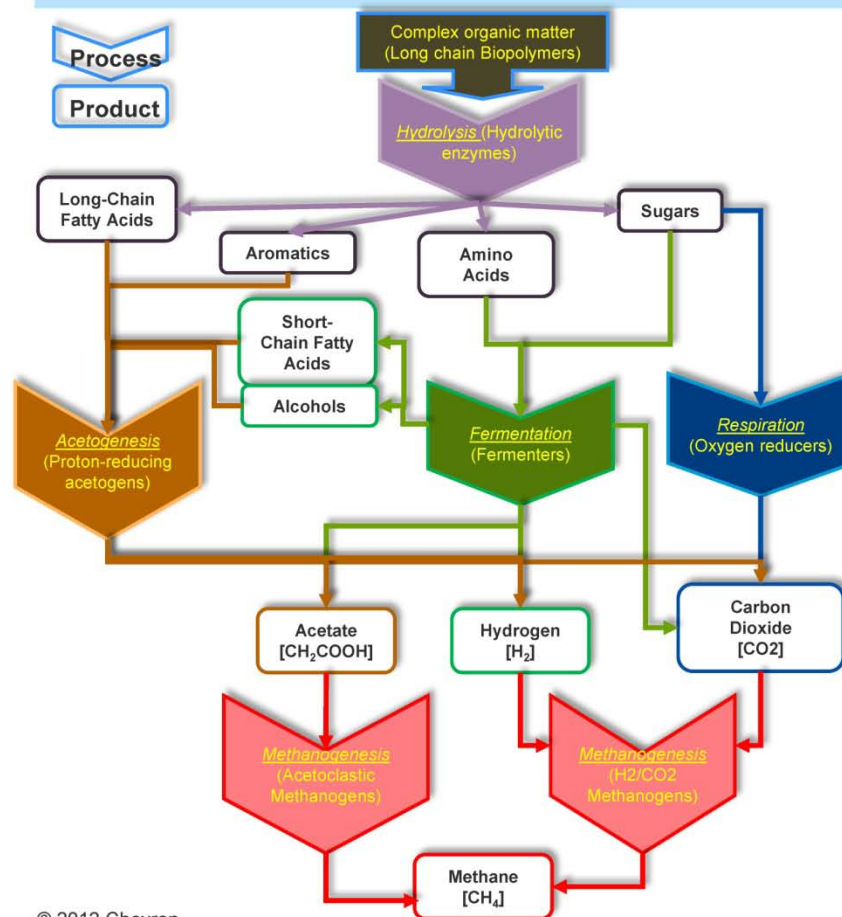 Process
Product
Complex organic matter
(Long chain Biopolymers)
Hydrolysis (Hydrolytic
enzymes)
Long-Chain
Fatty Acids
Aromatics
Amino
Acids
Sugars
Short-
Chain Fatty
Acids
Alcohols
Acetogenesis
(Proton-reducing
acetogens)
Fermentation
(Fermenters)
Respiration
(Oxygen reducers)
Acetate
[CH₂COOH]
Hydrogen
[H₂]
Carbon
Dioxide
[CO2]
Methanogenesis
(Acetoclastic
Methanogens)
Methanogenesis
(H2/CO2
Methanogens)
Methane
[CH₄]